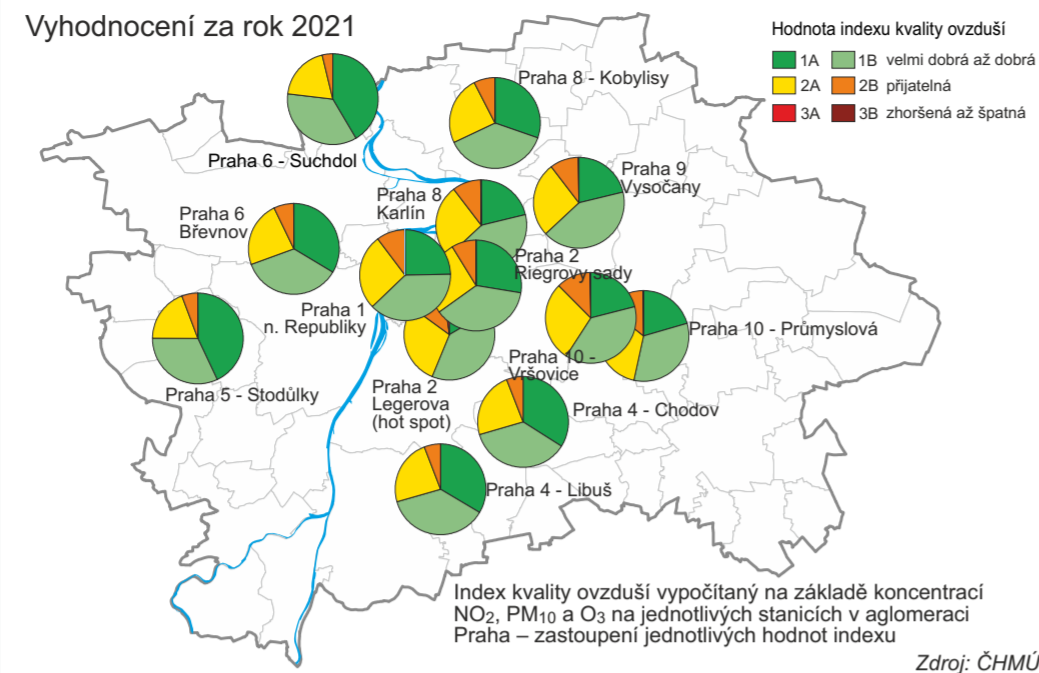 Vyhodnocení za rok 2021
Hodnota indexu kvality ovzduší
1A
1B velmi dobrá až dobrá
2A
2B přijatelná
3A
3B zhoršená až špatná
Praha 8 - Kobylisy
Praha 6 - Suchdol
Praha 9
Vysočany
Praha 8
Karlín
Praha 6
Břevnov
Praha 2
Riegrovy sady
Praha 1
n. Republiky
Praha 10 - Průmyslová
Praha 10 -
Vršovice
Praha 2
Legerova
(hot spot)
Praha 5 - Stodůlky
Praha 4 - Chodov
Praha 4 - Libuš
Index kvality ovzduší vypočítaný na základě koncentrací
NO₂, PM₁₀ a O₃ na jednotlivých stanicích v aglomeraci
Praha – zastoupení jednotlivých hodnot indexu
Zdroj: ČHMÚ